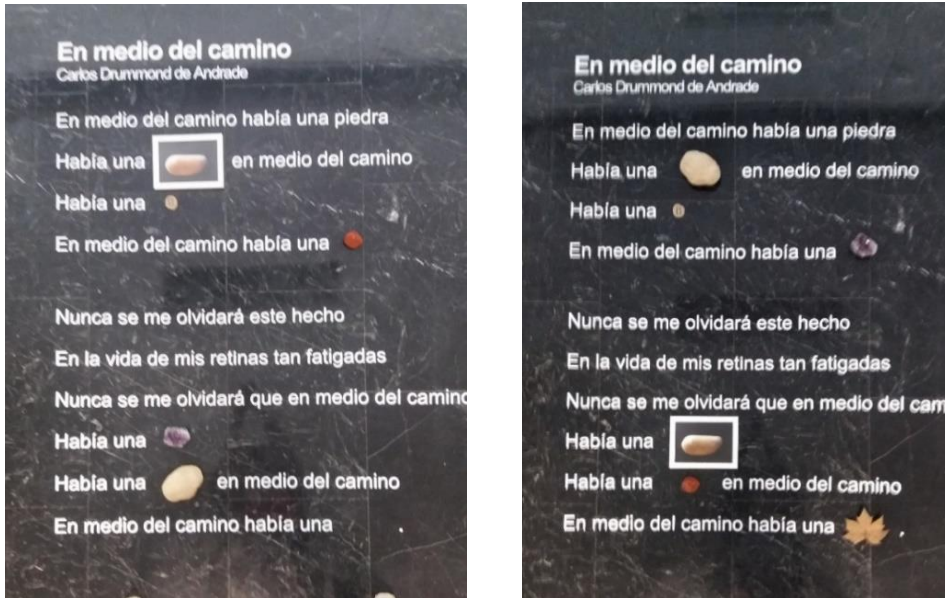 En medio del camino
Carlos Drummond de Andrade
En medio del camino había una piedra
Había una en medio del camino
Había una
En medio del camino había una
Nunca se me olvidará este hecho
En la vida de mis retinas tan fatigadas
Nunca se me olvidará que en medio del camino
Había una
Había una en medio del camino
En medio del camino había una .
En medio del camino
Carlos Drummond de Andrade
En medio del camino había una piedra
Había una en medio del camino
Había una
En medio del camino había una
Nunca se me olvidará este hecho
En la vida de mis retinas tan fatigadas
Nunca se me olvidará que en medio del cam
Había una
Había una en medio del camino
En medio del camino había una .